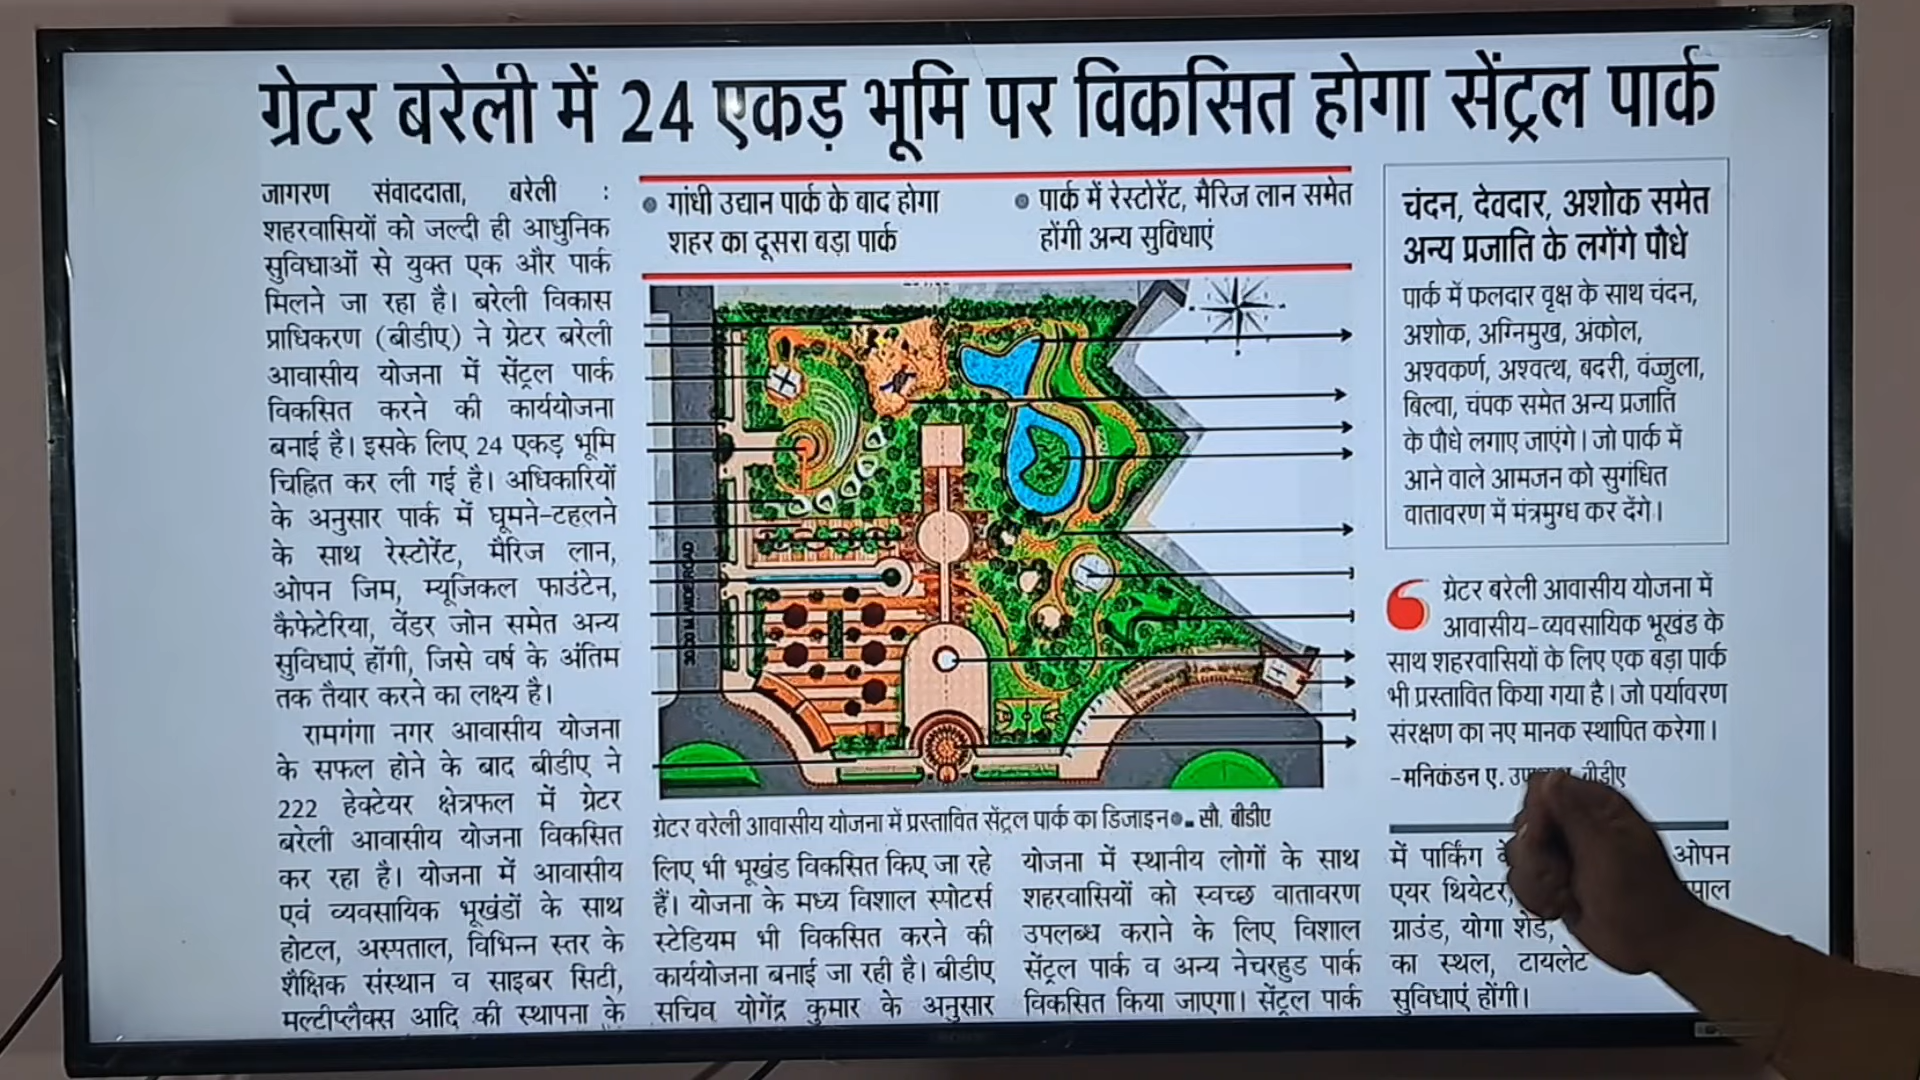 ग्रेटर बरेली में 24 एकड़ भूमि पर विकसित होगा सेंट्रल पार्क
जागरण संवाददाता, बरेली :
शहरवासियों को जल्दी ही आधुनिक
सुविधाओं से युक्त एक और पार्क
मिलने जा रहा है। बरेली विकास
प्राधिकरण (बीडीए) ने ग्रेटर बरेली
आवासीय योजना में सेंट्रल पार्क
विकसित करने की कार्ययोजना
बनाई है। इसके लिए 24 एकड़ भूमि
चिह्नित कर ली गई है। अधिकारियों
के अनुसार पार्क में घूमने-टहलने
के साथ रेस्टोरेंट, मैरिज लान,
ओपन जिम, म्यूजिकल फाउंटेन,
कैफेटेरिया, वेंडर जोन समेत अन्य
सुविधाएं होंगी, जिसे वर्ष के अंतिम
तक तैयार करने का लक्ष्य है।
रामगंगा नगर आवासीय योजना
के सफल होने के बाद बीडीए ने
222 हेक्टेयर क्षेत्रफल में ग्रेटर
बरेली आवासीय योजना विकसित
कर रहा है। योजना में आवासीय
एवं व्यवसायिक भूखंडों के साथ
होटल, अस्पताल, विभिन्न स्तर के
शैक्षिक संस्थान व साइबर सिटी,
मल्टीप्लैक्स आदि की स्थापना के
● गांधी उद्यान पार्क के बाद होगा
शहर का दूसरा बड़ा पार्क
● पार्क में रेस्टोरेंट, मैरिज लान समेत
होंगी अन्य सुविधाएं
ग्रेटर वरेली आवासीय योजना में प्रस्तावित सेंट्रल पार्क का डिजाइन ● सौ. बीडीए
लिए भी भूखंड विकसित किए जा रहे
हैं। योजना के मध्य विशाल स्पोटर्स
स्टेडियम भी विकसित करने की
कार्ययोजना बनाई जा रही है। बीडीए
सचिव योगेंद्र कुमार के अनुसार
योजना में स्थानीय लोगों के साथ
शहरवासियों को स्वच्छ वातावरण
उपलब्ध कराने के लिए विशाल
सेंट्रल पार्क व अन्य नेचरहुड पार्क
विकसित किया जाएगा। सेंट्रल पार्क
चंदन, देवदार, अशोक समेत
अन्य प्रजाति के लगेंगे पौधे
पार्क में फलदार वृक्ष के साथ चंदन,
अशोक, अग्निमुख, अंकोल,
अश्वकर्ण, अश्वत्थ, बदरी, वंज्जुला,
बिल्वा, चंपक समेत अन्य प्रजाति
के पौधे लगाए जाएंगे। जो पार्क में
आने वाले आमजन को सुगंधित
वातावरण में मंत्रमुग्ध कर देंगे।
ग्रेटर बरेली आवासीय योजना में
आवासीय-व्यवसायिक भूखंड के
साथ शहरवासियों के लिए एक बड़ा पार्क
भी प्रस्तावित किया गया है। जो पर्यावरण
संरक्षण का नए मानक स्थापित करेगा।
-मनिकंडन ए. बीडीए
में पार्किंग ओपन
एयर थियेटर,
ग्राउंड, योगा शेड,
का स्थल, टायलेट
सुविधाएं होंगी।